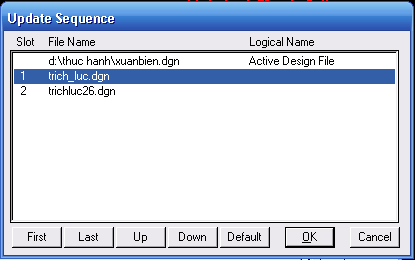 Update Sequence
Slot File Name Logical Name
d:\thuc hanh\xuanbien.dgn Active Design File
1 trich_luc.dgn
2 trichluc26.dgn
First Last Up Down Default OK Cancel